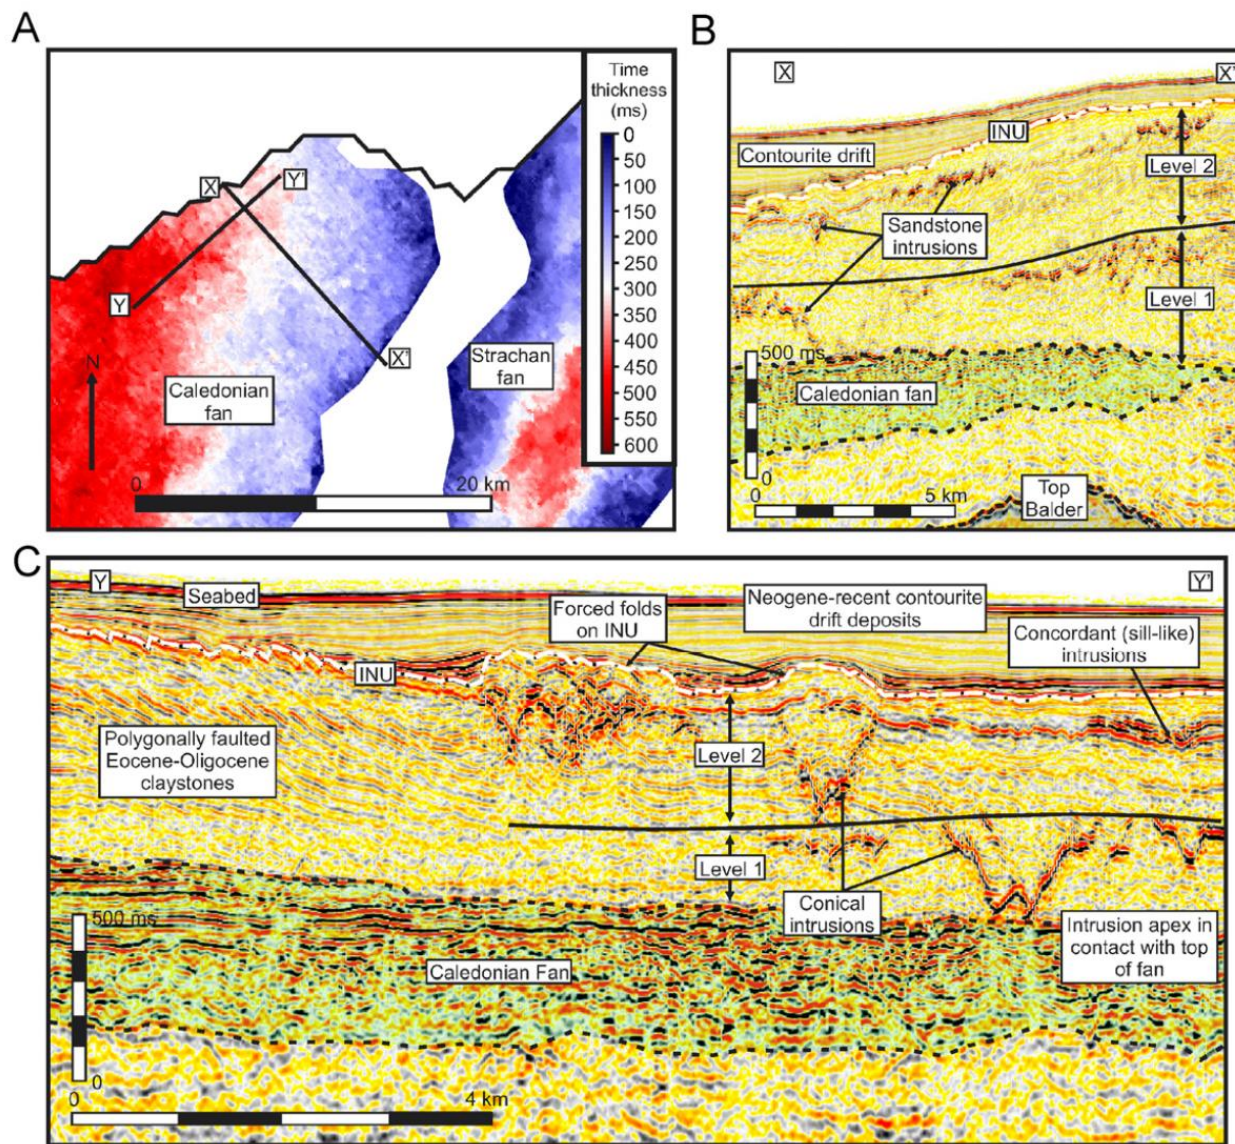 A
Time
thickness
(ms)
0
50
100
150
200
250
300
350
400
450
500
550
600
X
Y'
Y
N
X'
Caledonian
fan
Strachan
fan
0
20 km
B
X
X'
INU
Contourite drift
Level 2
Sandstone
intrusions
Level 1
500 ms
Caledonian fan
0
0
5 km
Top
Balder
C
Y
Y'
Seabed
Forced folds
on INU
Neogene-recent contourite
drift deposits
Concordant (sill-like)
intrusions
INU
Polygonally faulted
Eocene-Oligocene
claystones
Level 2
Level 1
Conical
intrusions
500 ms
Intrusion apex in
contact with top
of fan
Caledonian Fan
0
0
4 km